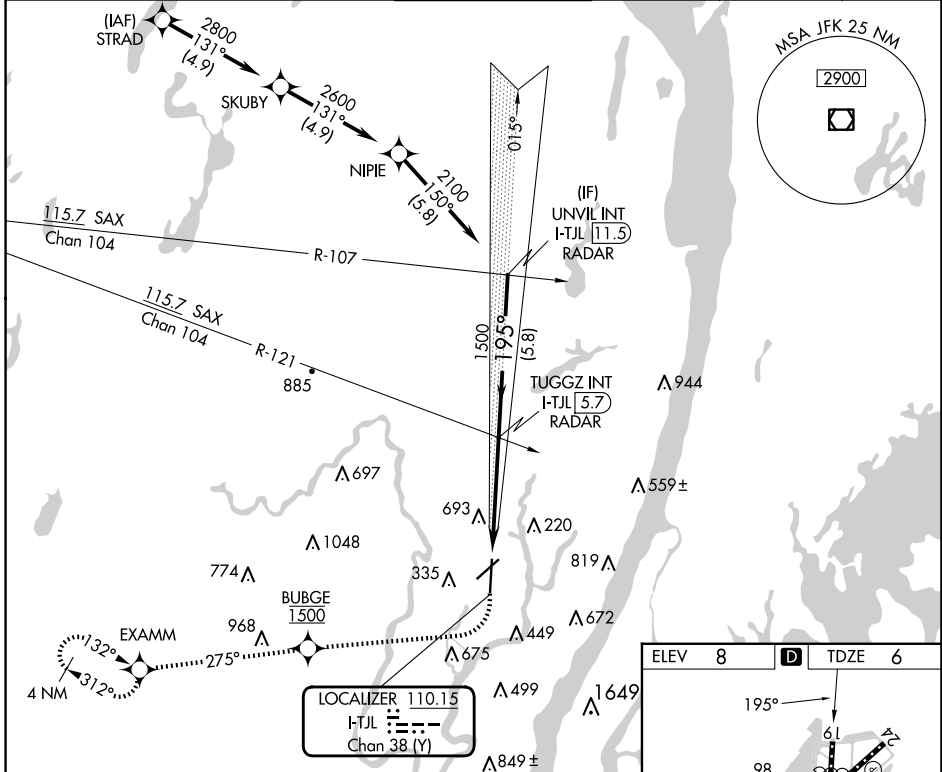 (IAF)
STRAD
2800
131°
(4.9)
SKUBY
2600
131°
(4.9)
NIPIE
2100
150°
(5.8)
MSA JFK 25 NM
2900
015°
(IF)
UNVIL INT
I-TJL 11.5
RADAR
115.7 SAX
Chan 104
R-107
115.7 SAX
Chan 104
R-121
885
1500
195°
(5.8)
TUGGZ INT
I-TJL 5.7
RADAR
944
697
559±
693
220
1048
819
774
335
BUBGE
1500
672
EXAMM
968
449
132°
275°
675
312°
4 NM
499
1649
LOCALIZER 110.15
I-TJL
Chan 38 (Y)
849±
ELEV 8 D TDZE 6
195°
19
24
98